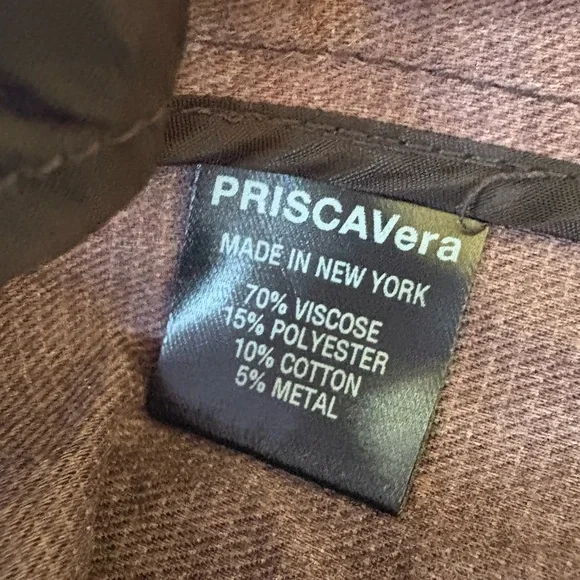 PRISCAVera
MADE IN NEW YORK
70% VISCOSE
15% POLYESTER
10% COTTON
5% METAL